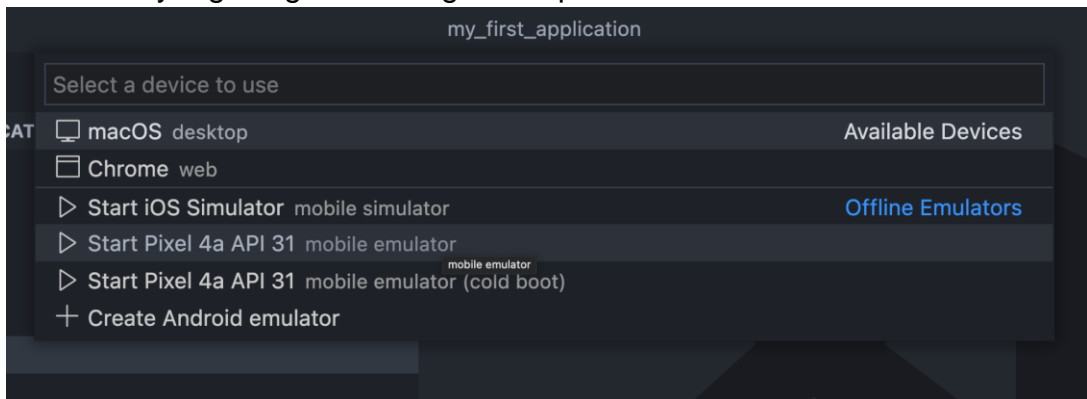 my_first_application
Select a device to use
macOS desktop Available Devices
Chrome web
Start iOS Simulator mobile simulator Offline Emulators
Start Pixel 4a API 31 mobile emulator
mobile emulator
Start Pixel 4a API 31 mobile emulator (cold boot)
Create Android emulator